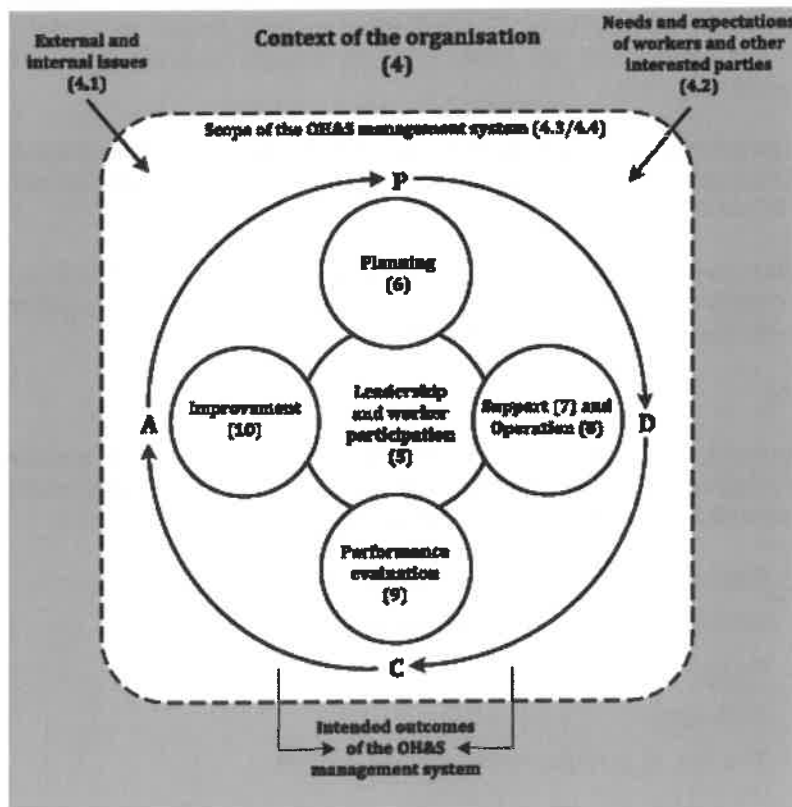 External and
internal issues
(4.1)
Context of the organisation
(4)
Needs and expectations
of workers and other
interested parties
(4.2)
Scope of the OH&S management system (4.3/4.4)
P
Planning
(6)
A
Improvement
[10]
Leadership
and worker
participation
(5)
Support [7] and
Operation (8)
D
Performance
evaluation
[9]
C
Intended outcomes
of the OH&S
management system